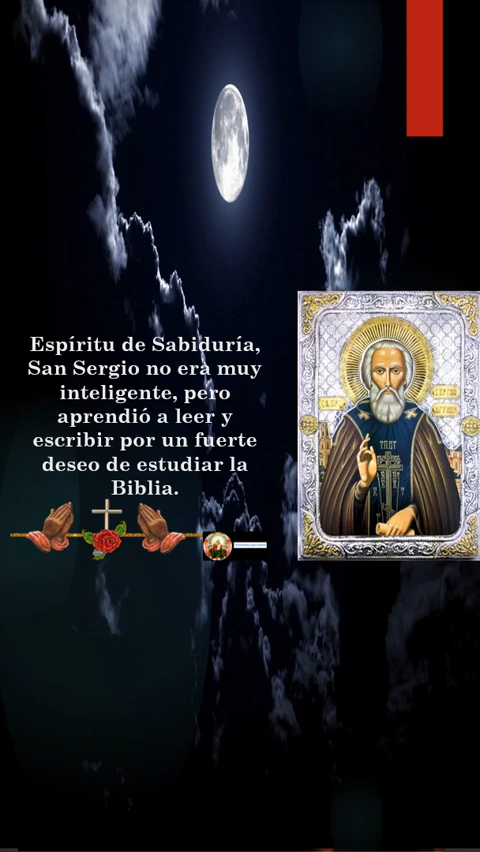 Espíritu de Sabiduría,
San Sergio no era muy
inteligente, pero
aprendió a leer y
escribir por un fuerte
deseo de estudiar la
Biblia.